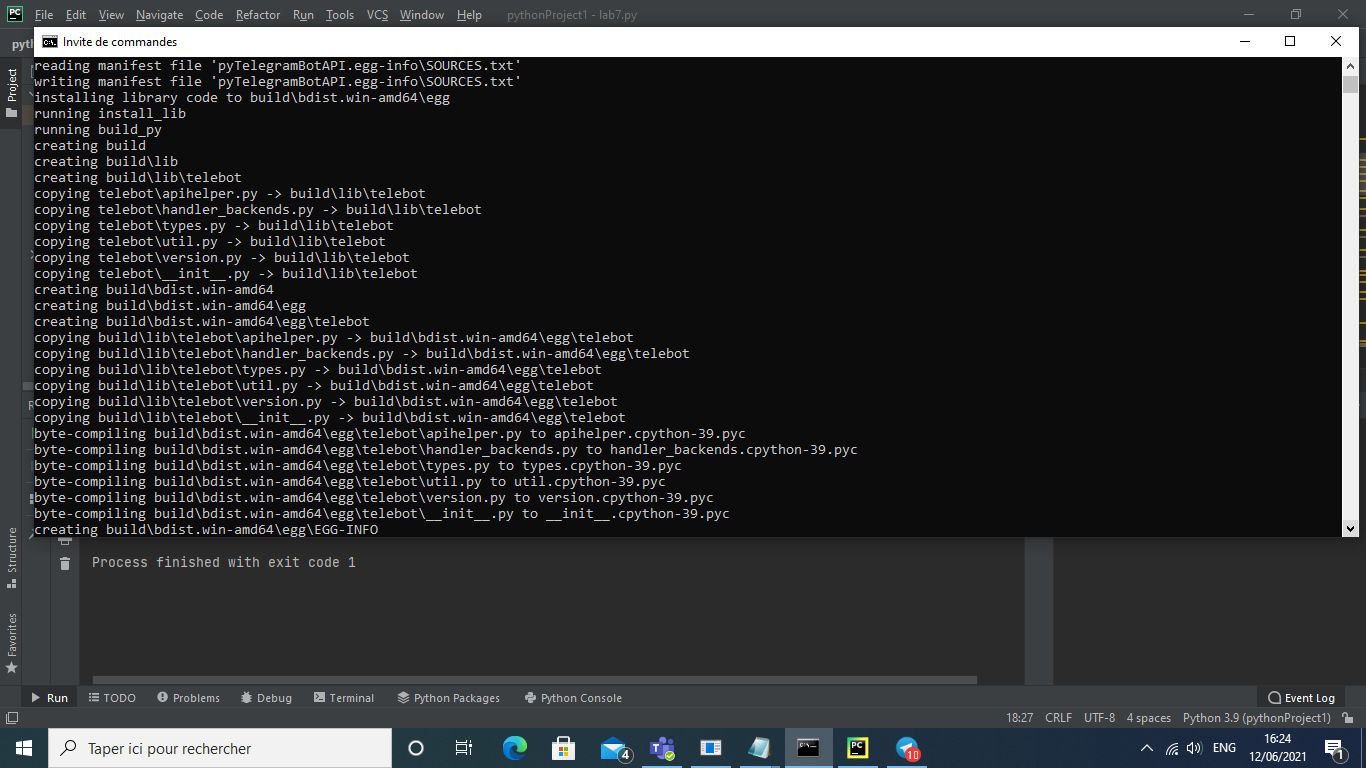 PC File Edit View Navigate Code Refactor Run Tools VCS Window Help pythonProject1 - lab7.py
Invite de commandes
Project
reading manifest file 'pyTelegramBotAPI.egg-info\SOURCES.txt'
writing manifest file 'pyTelegramBotAPI.egg-info\SOURCES.txt'
installing library code to build\bdist.win-amd64\egg
running install_lib
running build_py
creating build
creating build\lib
creating build\lib\telebot
copying telebot\apihelper.py -> build\lib\telebot
copying telebot\handler_backends.py -> build\lib\telebot
copying telebot\types.py -> build\lib\telebot
copying telebot\util.py -> build\lib\telebot
copying telebot\version.py -> build\lib\telebot
copying telebot\__init__.py -> build\lib\telebot
creating build\bdist.win-amd64
creating build\bdist.win-amd64\egg
creating build\bdist.win-amd64\egg\telebot
copying build\lib\telebot\apihelper.py -> build\bdist.win-amd64\egg\telebot
copying build\lib\telebot\handler_backends.py -> build\bdist.win-amd64\egg\telebot
copying build\lib\telebot\types.py -> build\bdist.win-amd64\egg\telebot
copying build\lib\telebot\util.py -> build\bdist.win-amd64\egg\telebot
copying build\lib\telebot\version.py -> build\bdist.win-amd64\egg\telebot
copying build\lib\telebot\__init__.py -> build\bdist.win-amd64\egg\telebot
byte-compiling build\bdist.win-amd64\egg\telebot\apihelper.py to apihelper.cpython-39.pyc
byte-compiling build\bdist.win-amd64\egg\telebot\handler_backends.py to handler_backends.cpython-39.pyc
byte-compiling build\bdist.win-amd64\egg\telebot\types.py to types.cpython-39.pyc
byte-compiling build\bdist.win-amd64\egg\telebot\util.py to util.cpython-39.pyc
byte-compiling build\bdist.win-amd64\egg\telebot\version.py to version.cpython-39.pyc
byte-compiling build\bdist.win-amd64\egg\telebot\__init__.py to __init__.cpython-39.pyc
creating build\bdist.win-amd64\egg\EGG-INFO
Structure
Process finished with exit code 1
Favorites
Run TODO Problems Debug Terminal Python Packages Python Console Event Log
18:27 CRLF UTF-8 4 spaces Python 3.9 (pythonProject1)
Taper ici pour rechercher
4
PC
10
ENG
16:24
12/06/2021
1